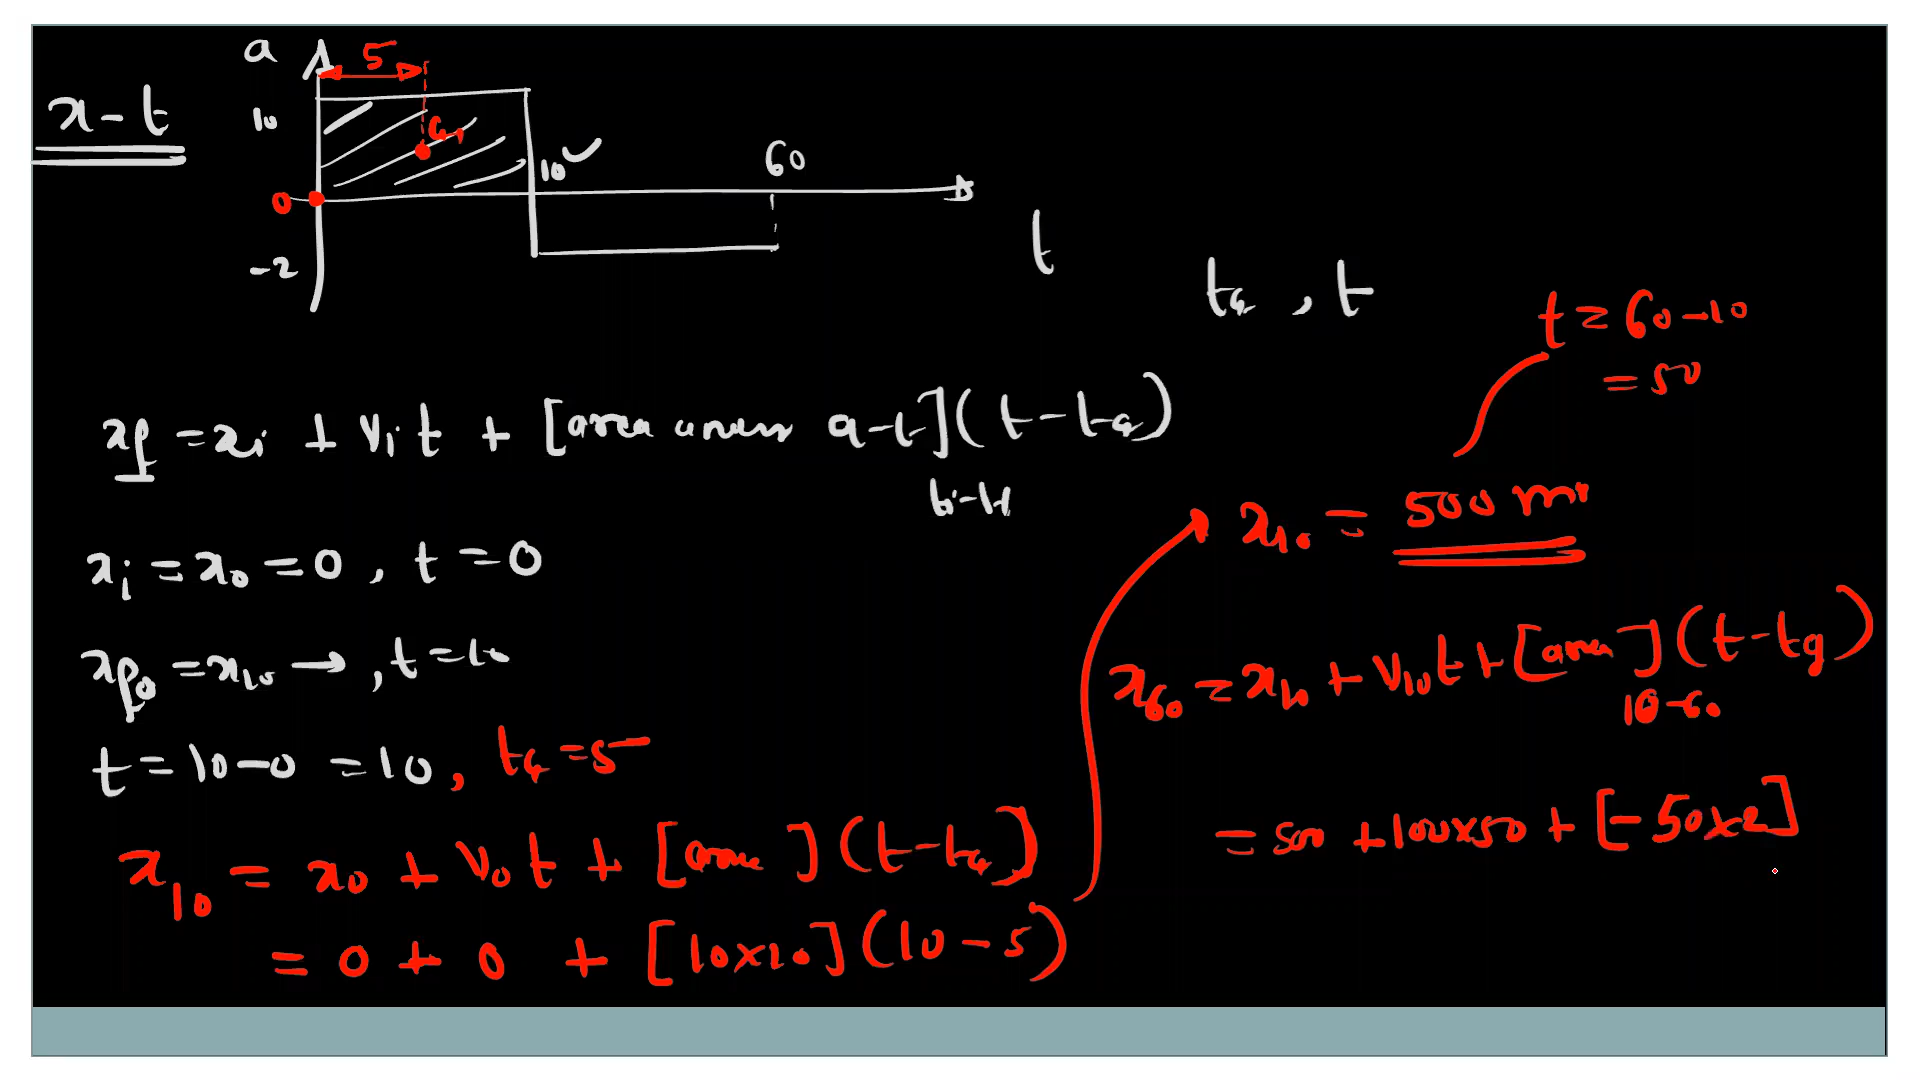 a
5
x-t
10
G1
10
60
0
-2
t
tG , t
t = 60-10
= 50
xf = xi + vi t + [area under a-t] (t-tG)
ti-tf
x10 = 500 m
xi = x0 = 0 , t = 0
xf0 = x10 → , t = 10
x60 = x10 + v10 t + [area] (t-tg)
10-60
t = 10-0 = 10 , tG = 5
= 500 + 100x50 + [-50x2]
x10 = x0 + v0 t + [area] (t-tG)
= 0 + 0 + [10x10] (10-5)